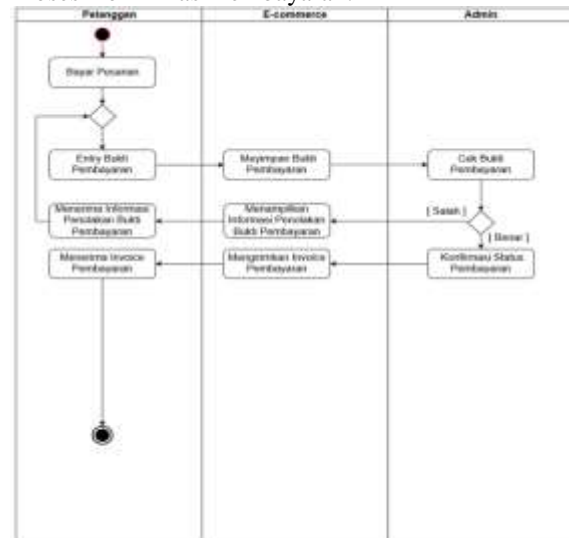 Pelanggan
E-commerce
Admin
Bayar Pesanan
Entry Bukti
Pembayaran
Meyimpan Bukti
Pembayaran
Cek Bukti
Pembayaran
Menerima Informasi
Penolakan Bukti
Pembayaran
Menampilkan
Informasi Penolakan
Bukti Pembayaran
[ Salah ]
[ Benar ]
Menerima Invoice
Pembayaran
Mengirimkan Invoice
Pembayaran
Konfirmasi Status
Pembayaran